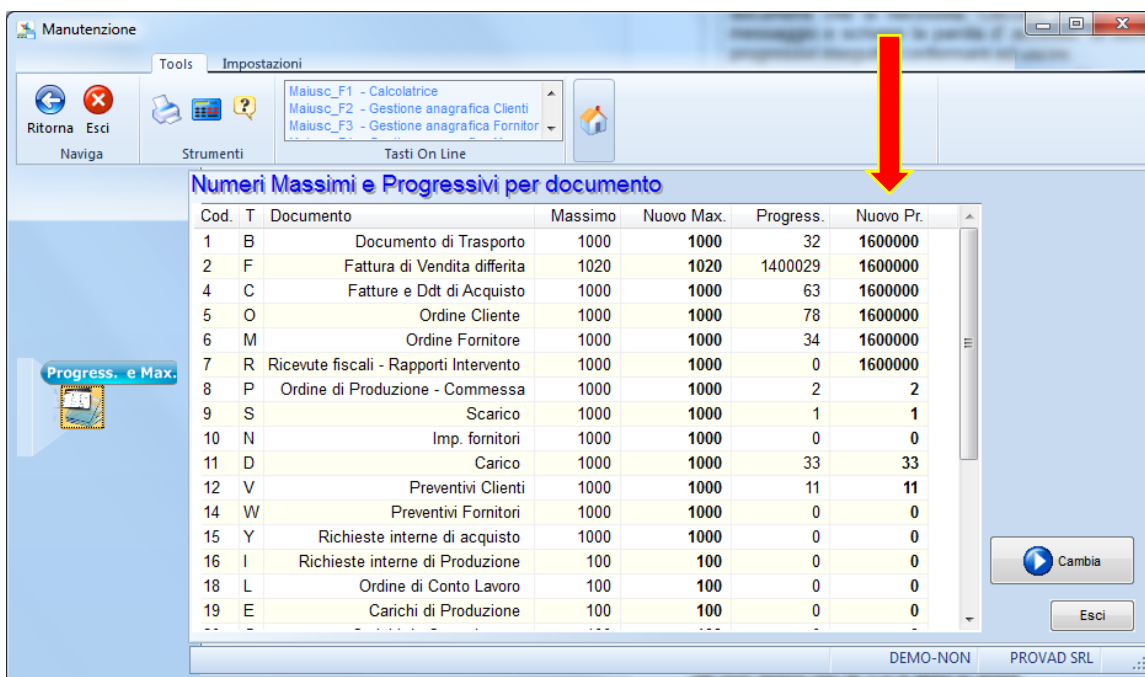 Manutenzione
Tools Impostazioni
Ritorna Esci
Maiusc_F1 - Calcolatrice
Maiusc_F2 - Gestione anagrafica Clienti
Maiusc_F3 - Gestione anagrafica Fornitor
Naviga Strumenti Tasti On Line
Numeri Massimi e Progressivi per documento
Cod. T Documento Massimo Nuovo Max. Progress. Nuovo Pr.
1 B Documento di Trasporto 1000 1000 32 1600000
2 F Fattura di Vendita differita 1020 1020 1400029 1600000
4 C Fatture e Ddt di Acquisto 1000 1000 63 1600000
5 O Ordine Cliente 1000 1000 78 1600000
6 M Ordine Fornitore 1000 1000 34 1600000
7 R Ricevute fiscali - Rapporti Intervento 1000 1000 0 1600000
8 P Ordine di Produzione - Commessa 1000 1000 2 2
9 S Scarico 1000 1000 1 1
10 N Imp. fornitori 1000 1000 0 0
11 D Carico 1000 1000 33 33
12 V Preventivi Clienti 1000 1000 11 11
14 W Preventivi Fornitori 1000 1000 0 0
15 Y Richieste interne di acquisto 1000 1000 0 0
16 I Richieste interne di Produzione 100 100 0 0
18 L Ordine di Conto Lavoro 100 100 0 0
19 E Carichi di Produzione 100 100 0 0
Progress. e Max.
Cambia
Esci
DEMO-NON PROVAD SRL